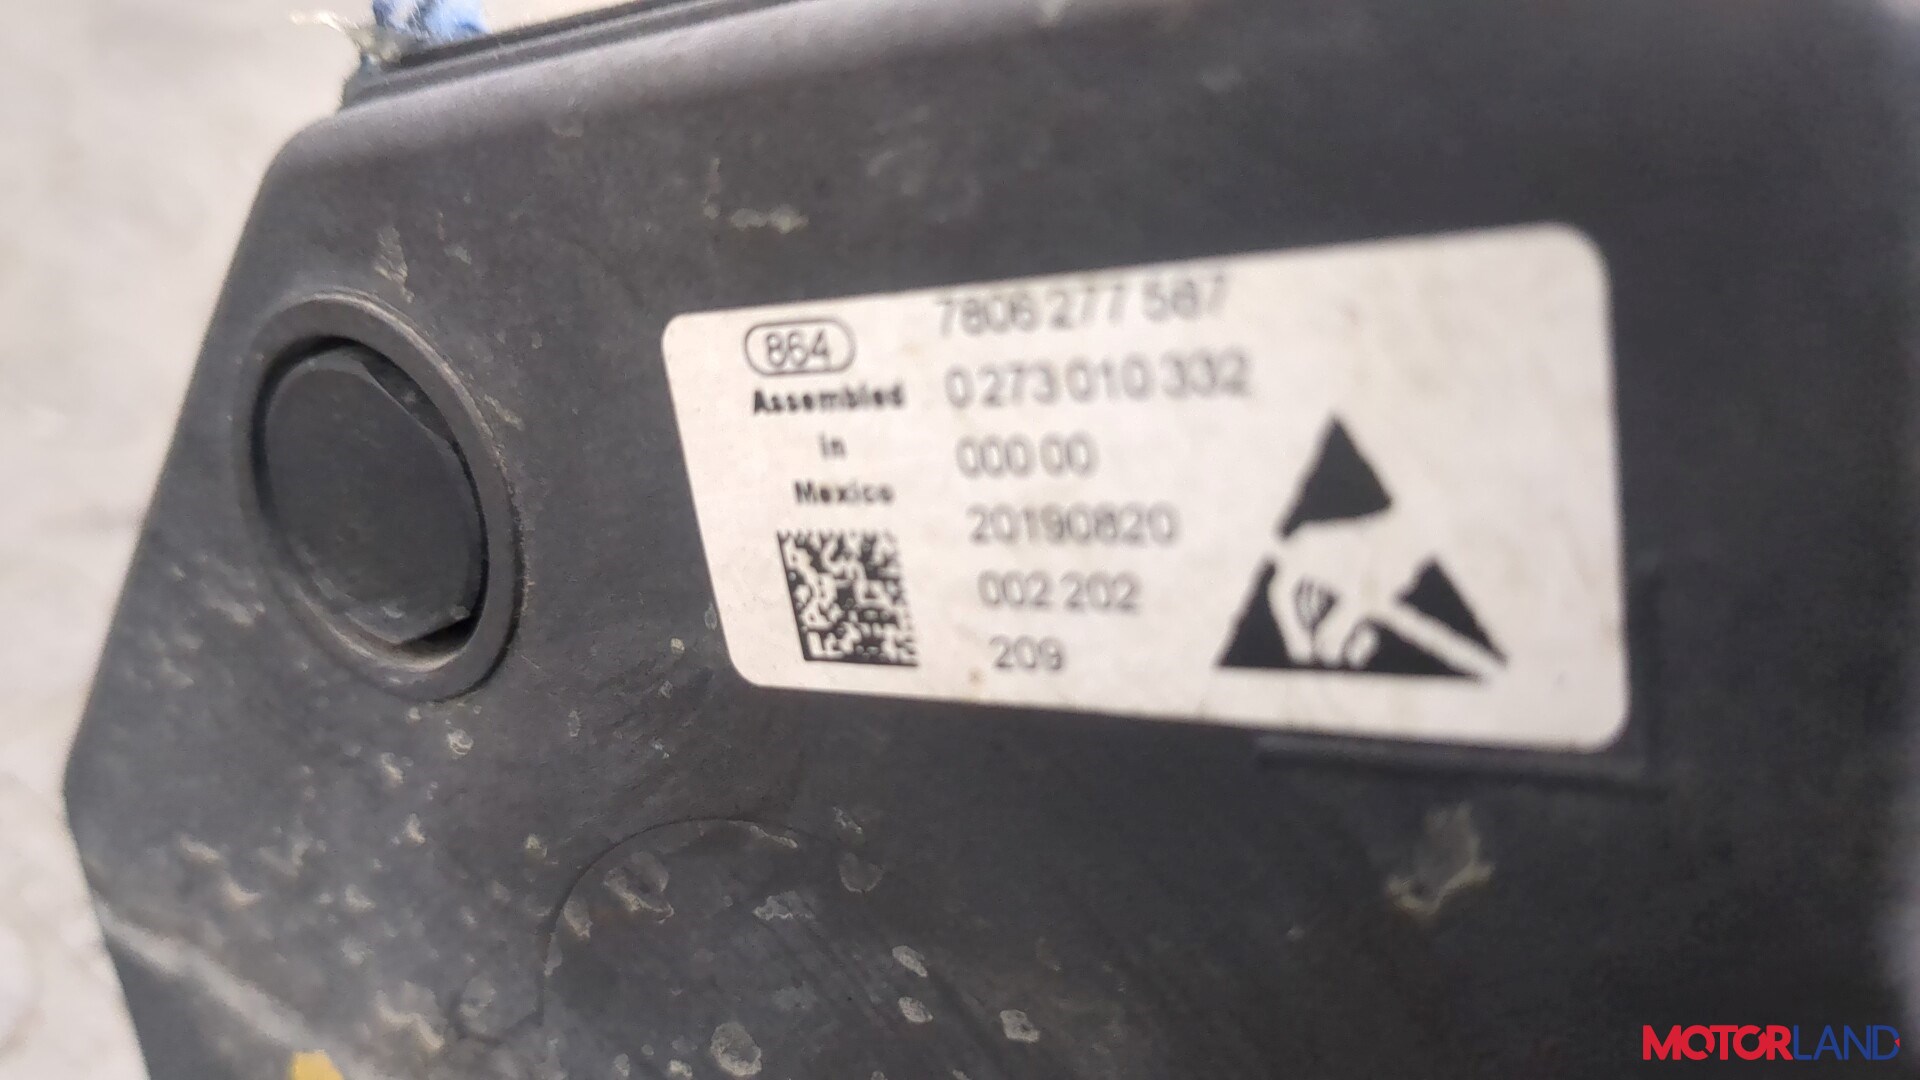 864
Assembled
in
Mexico
7806 277 587
0 273 010 332
000 00
20190820
002 202
209
MOTORLAND